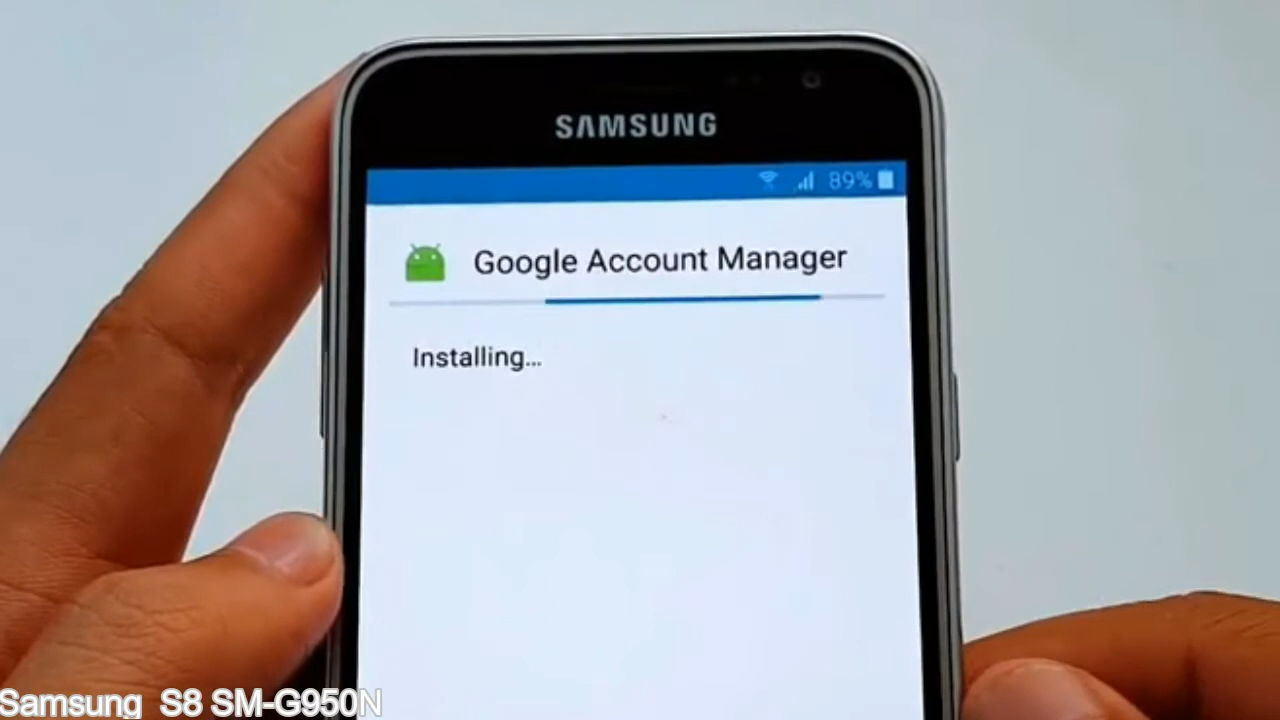 SAMSUNG
89%
Google Account Manager
Installing...
Samsung S8 SM-G950N